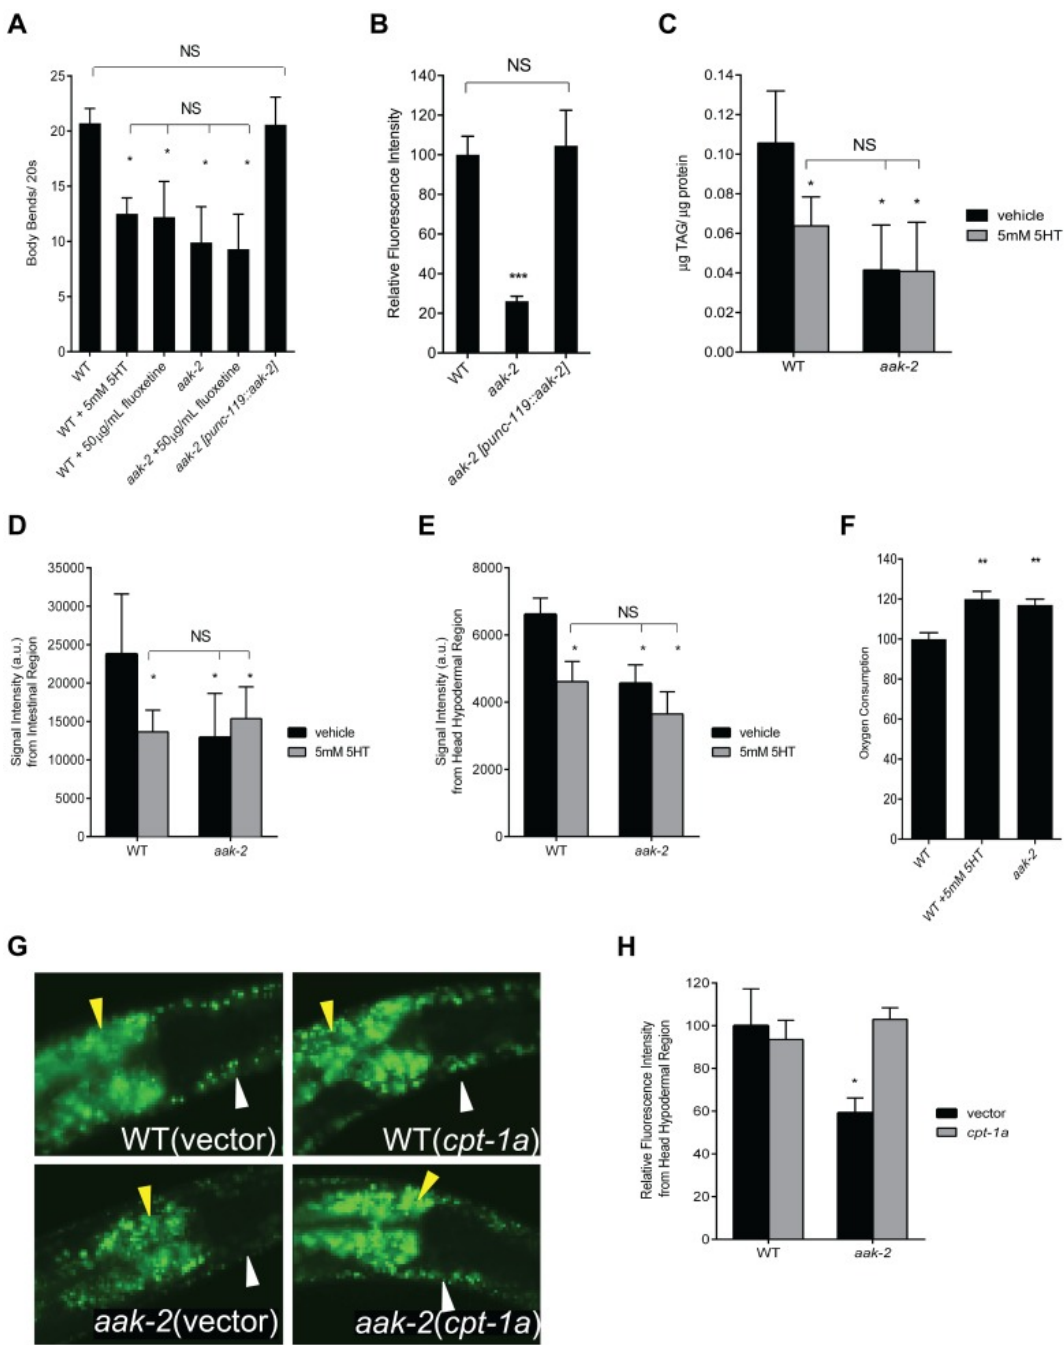 A
NS
NS
* * * *
Body Bends/ 20s
25
20
15
10
5
0
WT
WT + 5mM 5HT
WT + 50μg/mL fluoxetine
aak-2
aak-2 +50μg/mL fluoxetine
aak-2 [punc-119::aak-2]
B
NS
***
Relative Fluorescence Intensity
140
120
100
80
60
40
20
0
WT
aak-2
aak-2 [punc-119::aak-2]
C
NS
* * *
μg TAG/ μg protein
0.14
0.12
0.10
0.08
0.06
0.04
0.02
0.00
WT
aak-2
vehicle
5mM 5HT
D
NS
* * *
Signal Intensity (a.u.)
from Intestinal Region
35000
30000
25000
20000
15000
10000
5000
0
WT
aak-2
vehicle
5mM 5HT
E
NS
* * *
Signal Intensity (a.u.)
from Head Hypodermal Region
8000
6000
4000
2000
0
WT
aak-2
vehicle
5mM 5HT
F
** **
Oxygen Consumption
140
120
100
80
60
40
20
0
WT
WT +5mM 5HT
aak-2
G
WT(vector)
WT(cpt-1a)
aak-2(vector)
aak-2(cpt-1a)
H
*
Relative Fluorescence Intensity
from Head Hypodermal Region
120
100
80
60
40
20
0
WT
aak-2
vector
cpt-1a